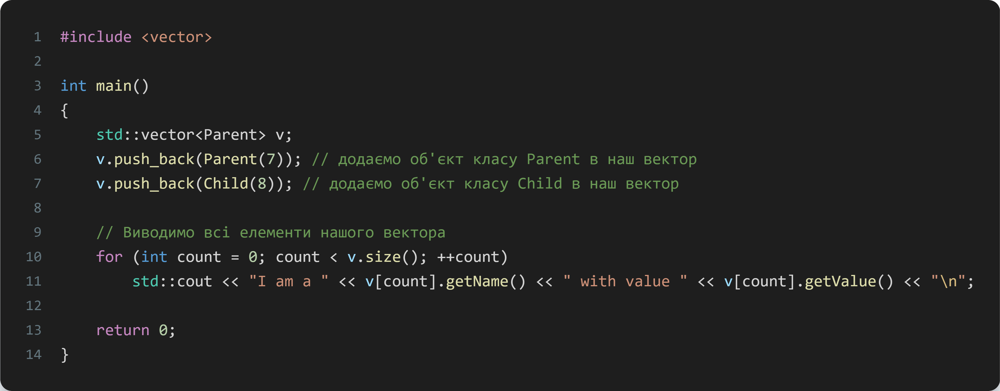 1 #include <vector>
2
3 int main()
4 {
5     std::vector<Parent> v;
6     v.push_back(Parent(7)); // додаємо об'єкт класу Parent в наш вектор
7     v.push_back(Child(8)); // додаємо об'єкт класу Child в наш вектор
8
9     // Виводимо всі елементи нашого вектора
10     for (int count = 0; count < v.size(); ++count)
11         std::cout << "I am a " << v[count].getName() << " with value " << v[count].getValue() << "\n";
12
13     return 0;
14 }